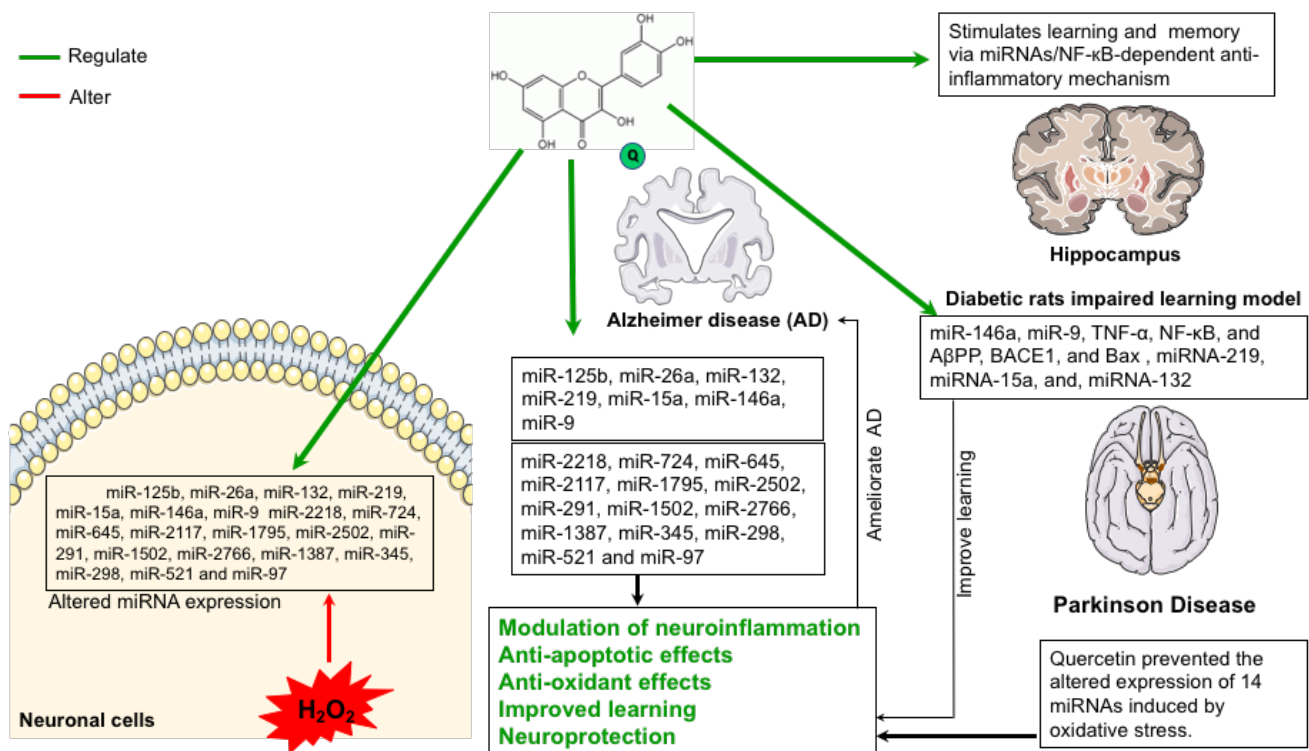 Regulate
Alter
OH
OH
HO
O
OH
OH
O
Q
Stimulates learning and memory
via miRNAs/NF-κB-dependent anti-
inflammatory mechanism
Hippocampus
Alzheimer disease (AD)
Diabetic rats impaired learning model
miR-146a, miR-9, TNF-α, NF-κB, and
AβPP, BACE1, and Bax , miRNA-219,
miRNA-15a, and, miRNA-132
miR-125b, miR-26a, miR-132,
miR-219, miR-15a, miR-146a,
miR-9
miR-2218, miR-724, miR-645,
miR-2117, miR-1795, miR-2502,
miR-291, miR-1502, miR-2766,
miR-1387, miR-345, miR-298,
miR-521 and miR-97
Ameliorate AD
Improve learning
miR-125b, miR-26a, miR-132, miR-219,
miR-15a, miR-146a, miR-9 miR-2218, miR-724,
miR-645, miR-2117, miR-1795, miR-2502, miR-
291, miR-1502, miR-2766, miR-1387, miR-345,
miR-298, miR-521 and miR-97
Altered miRNA expression
H₂O₂
Neuronal cells
Modulation of neuroinflammation
Anti-apoptotic effects
Anti-oxidant effects
Improved learning
Neuroprotection
Parkinson Disease
Quercetin prevented the
altered expression of 14
miRNAs induced by
oxidative stress.